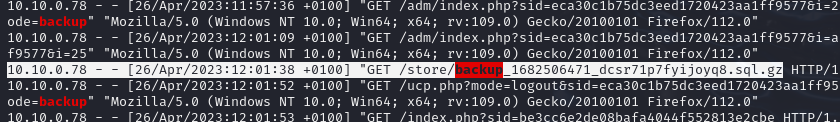 10.10.0.78 - - [26/Apr/2023:11:57:36 +0100] "GET /adm/index.php?sid=eca30c1b75dc3eed1720423aa1ff9577&i=2
ode=backup" "Mozilla/5.0 (Windows NT 10.0; Win64; x64; rv:109.0) Gecko/20100101 Firefox/112.0"
10.10.0.78 - - [26/Apr/2023:12:01:09 +0100] "GET /adm/index.php?sid=eca30c1b75dc3eed1720423aa1ff9577&m
f9577&i=25" "Mozilla/5.0 (Windows NT 10.0; Win64; x64; rv:109.0) Gecko/20100101 Firefox/112.0"
10.10.0.78 - - [26/Apr/2023:12:01:38 +0100] "GET /store/backup_1682506471_dcsr71p7fyijoyq8.sql.gz HTTP/1
10.10.0.78 - - [26/Apr/2023:12:01:52 +0100] "GET /ucp.php?mode=logout&sid=eca30c1b75dc3eed1720423aa1ff95
ode=backup" "Mozilla/5.0 (Windows NT 10.0; Win64; x64; rv:109.0) Gecko/20100101 Firefox/112.0"
10.10.0.78 - - [26/Apr/2023:12:01:53 +0100] "GET /index.php?sid=be3cc6e2de08bafa4044f552813e2cbe HTTP/1.